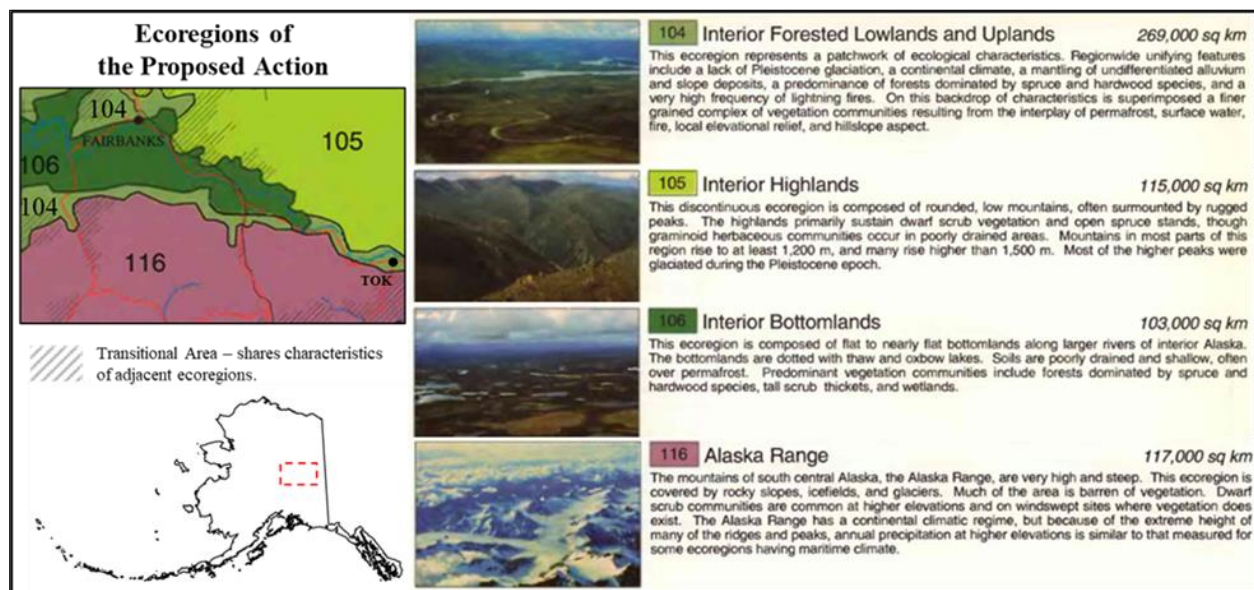 Ecoregions of
the Proposed Action
104
FAIRBANKS
105
106
104
116
TOK
Transitional Area – shares characteristics
of adjacent ecoregions.
104 Interior Forested Lowlands and Uplands 269,000 sq km
This ecoregion represents a patchwork of ecological characteristics. Regionwide unifying features
include a lack of Pleistocene glaciation, a continental climate, a mantling of undifferentiated alluvium
and slope deposits, a predominance of forests dominated by spruce and hardwood species, and a
very high frequency of lightning fires. On this backdrop of characteristics is superimposed a finer
grained complex of vegetation communities resulting from the interplay of permafrost, surface water,
fire, local elevational relief, and hillslope aspect.
105 Interior Highlands 115,000 sq km
This discontinuous ecoregion is composed of rounded, low mountains, often surmounted by rugged
peaks. The highlands primarily sustain dwarf scrub vegetation and open spruce stands, though
graminoid herbaceous communities occur in poorly drained areas. Mountains in most parts of this
region rise to at least 1,200 m, and many rise higher than 1,500 m. Most of the higher peaks were
glaciated during the Pleistocene epoch.
106 Interior Bottomlands 103,000 sq km
This ecoregion is composed of flat to nearly flat bottomlands along larger rivers of interior Alaska.
The bottomlands are dotted with thaw and oxbow lakes. Soils are poorly drained and shallow, often
over permafrost. Predominant vegetation communities include forests dominated by spruce and
hardwood species, tall scrub thickets, and wetlands.
116 Alaska Range 117,000 sq km
The mountains of south central Alaska, the Alaska Range, are very high and steep. This ecoregion is
covered by rocky slopes, icefields, and glaciers. Much of the area is barren of vegetation. Dwarf
scrub communities are common at higher elevations and on windswept sites where vegetation does
exist. The Alaska Range has a continental climatic regime, but because of the extreme height of
many of the ridges and peaks, annual precipitation at higher elevations is similar to that measured for
some ecoregions having maritime climate.